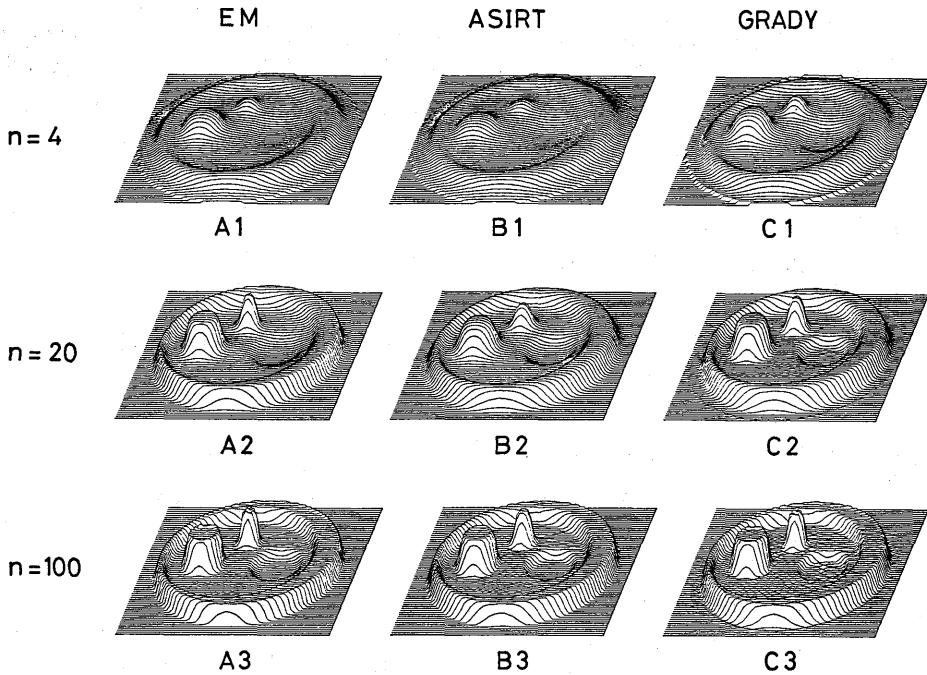 EM ASIRT GRADY
n=4
A1 B1 C1
n=20
A2 B2 C2
n=100
A3 B3 C3